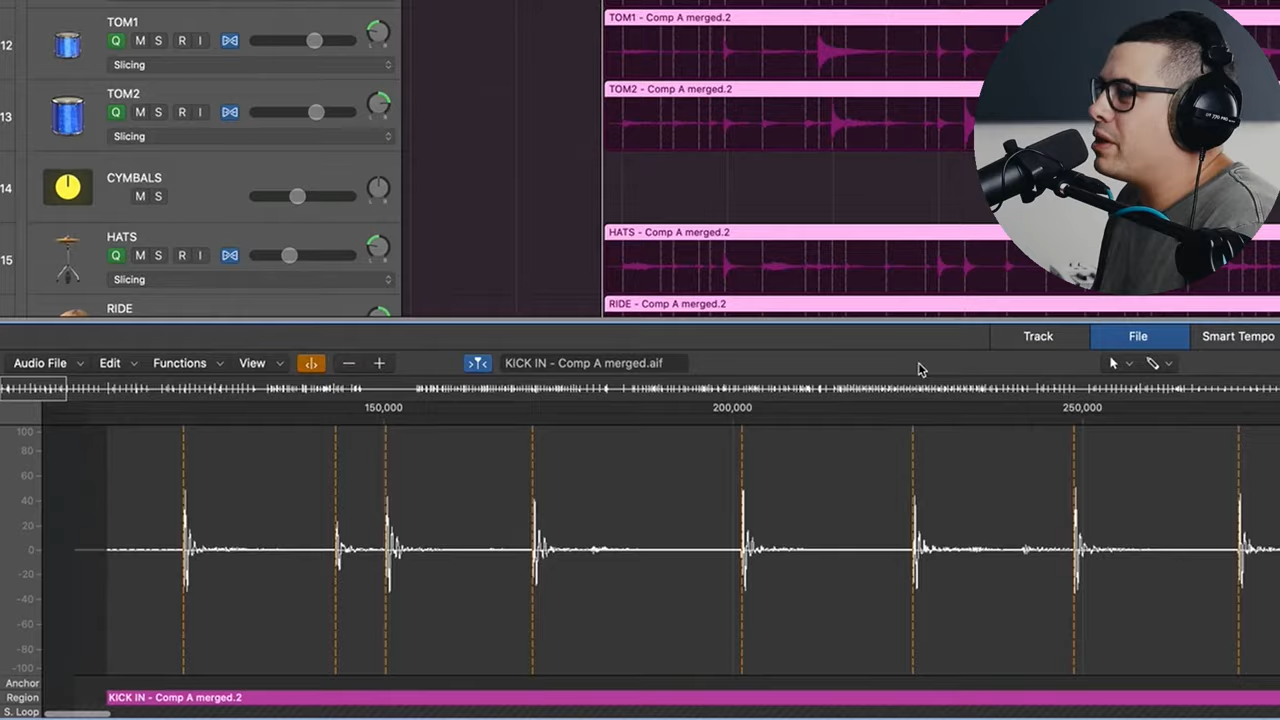 TOM1
TOM1 - Comp A merged.2
12
Q M S R I
Slicing
TOM2
TOM2 - Comp A merged.2
13
Q M S R I
Slicing
CYMBALS
14
M S
HATS
HATS - Comp A merged.2
15
Q M S R I
Slicing
RIDE
RIDE - Comp A merged.2
Track File Smart Tempo
Audio File Edit Functions View KICK IN - Comp A merged.aif
150,000 200,000 250,000
100
80
60
40
20
0
-20
-40
-60
-80
-100
Anchor
Region KICK IN - Comp A merged.2
S. Loop